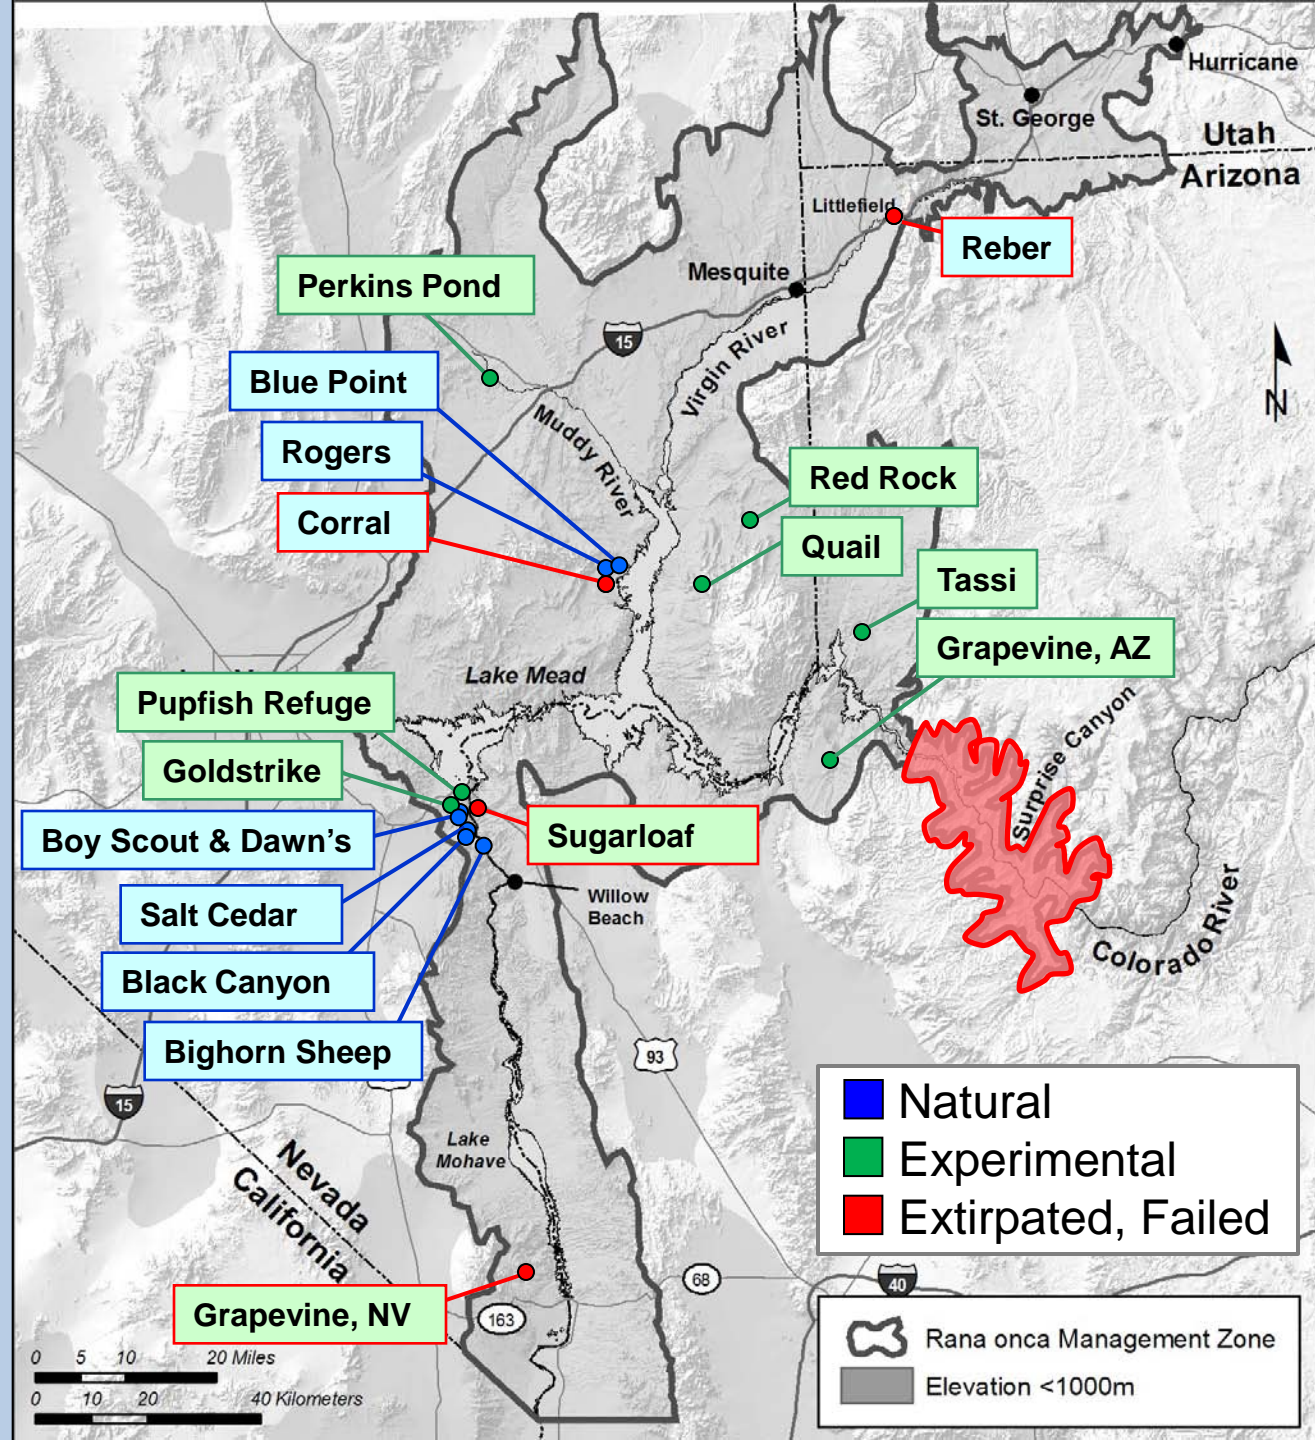 Hurricane
St. George
Utah
Arizona
Littlefield
Reber
Perkins Pond
Mesquite
15
Virgin River
N
Blue Point
Muddy River
Rogers
Red Rock
Corral
Quail
Tassi
Grapevine, AZ
Lake Mead
Pupfish Refuge
Surprise Canyon
Goldstrike
Boy Scout & Dawn's
Sugarloaf
Willow
Beach
Salt Cedar
Colorado River
Black Canyon
Bighorn Sheep
93
15
Natural
Experimental
Extirpated, Failed
Lake
Mohave
Nevada
California
68
40
Grapevine, NV
163
Rana onca Management Zone
Elevation <1000m
0 5 10 20 Miles
0 10 20 40 Kilometers